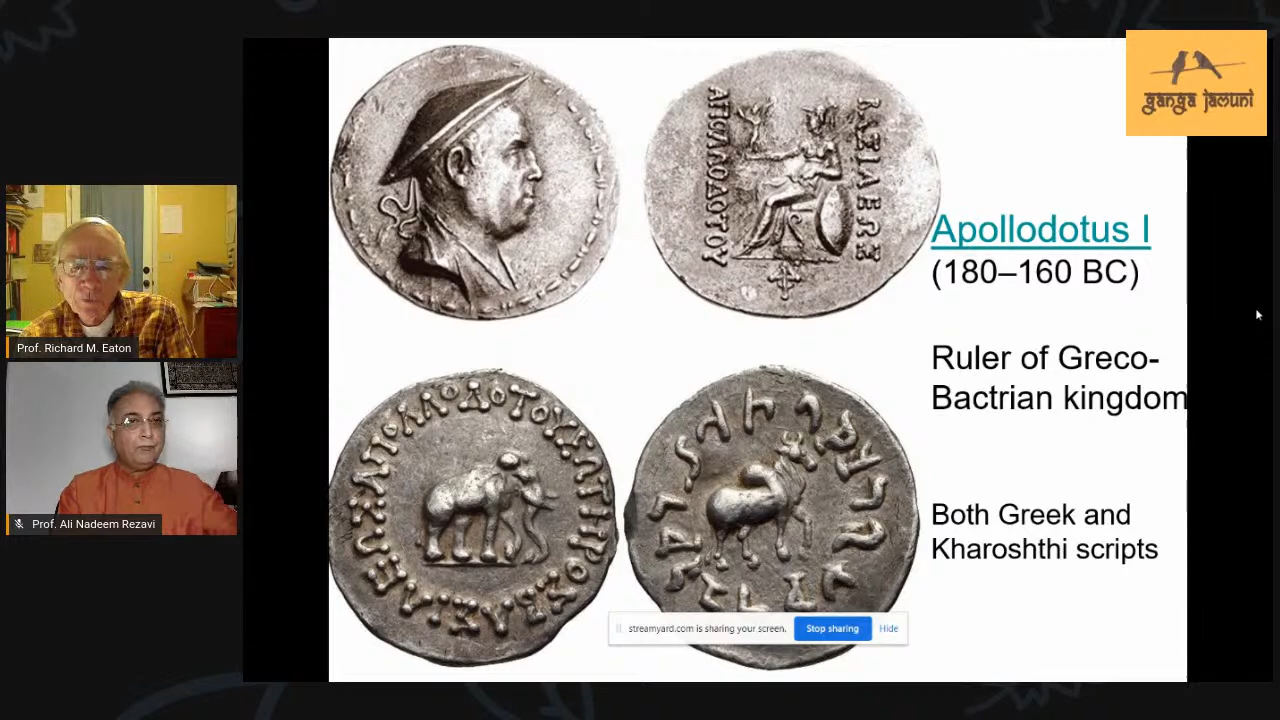 ganga jamuni
ΒΑΣΙΛΕΩΣ
ΑΠΟΛΛΟΔΟΤΟΥ
Apollodotus I
(180–160 BC)
Ruler of Greco-
Bactrian kingdom
Prof. Richard M. Eaton
ΒΑΣΙΛΕΩΣ ΑΠΟΛΛΟΔΟΤΟΥ ΣΩΤΗΡΟΣ
Both Greek and
Kharoshthi scripts
Prof. Ali Nadeem Rezavi
streamyard.com is sharing your screen. Stop sharing Hide